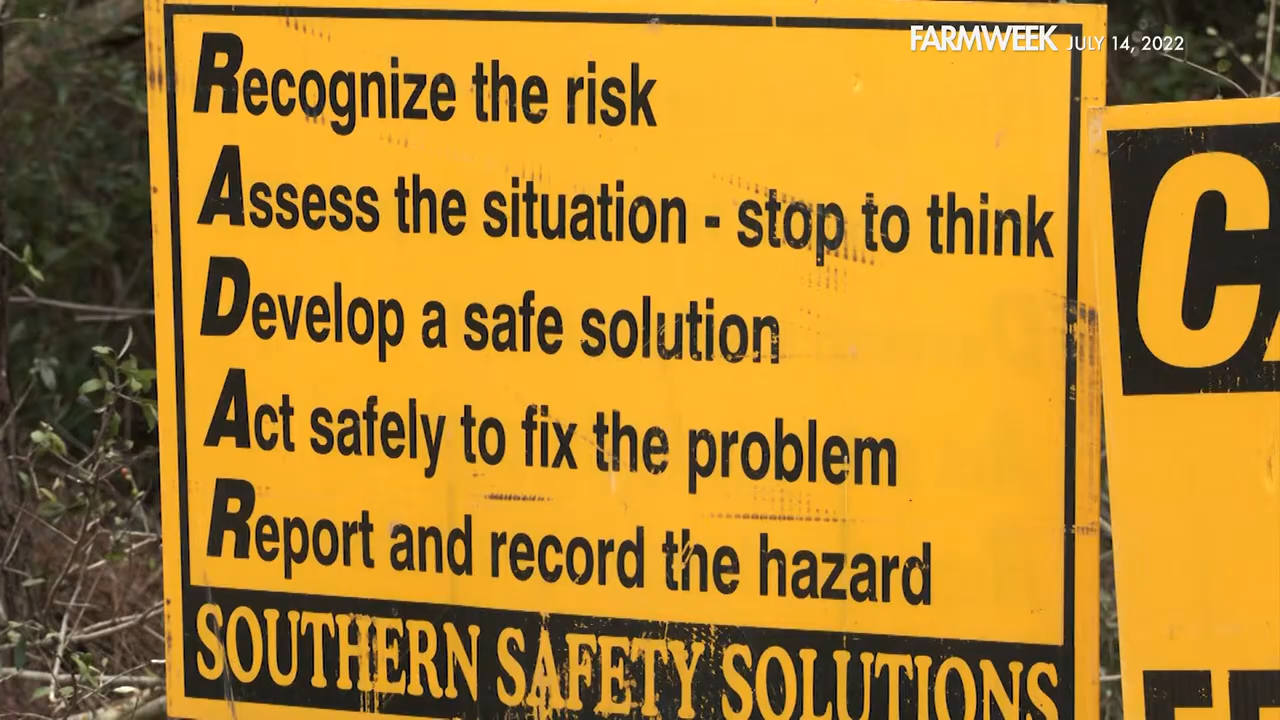 FARMWEEK JULY 14, 2022
Recognize the risk
Assess the situation - stop to think
Develop a safe solution
Act safely to fix the problem
Report and record the hazard
SOUTHERN SAFETY SOLUTIONS